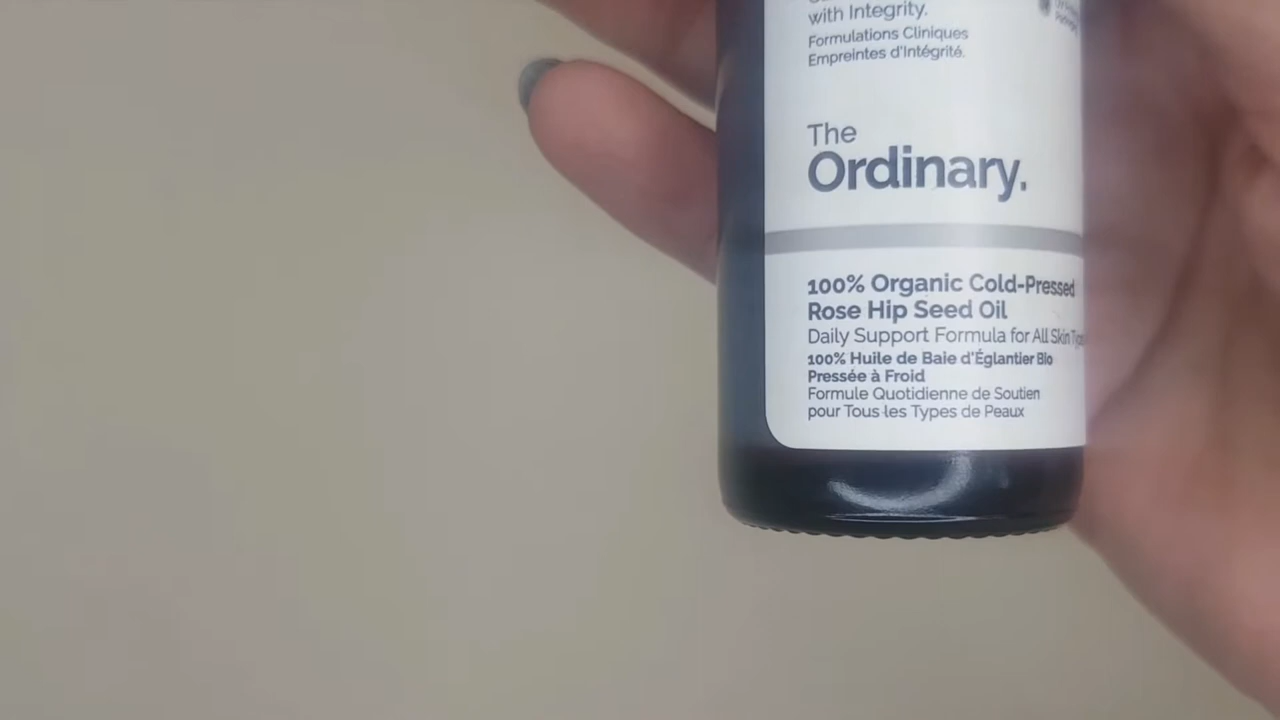 with Integrity.
Formulations Cliniques
Empreintes d'Intégrité.
The
Ordinary.
100% Organic Cold-Pressed
Rose Hip Seed Oil
Daily Support Formula for All Skin
100% Huile de Baie d'Églantier Bio
Pressée à Froid
Formule Quotidienne de Soutien
pour Tous les Types de Peaux